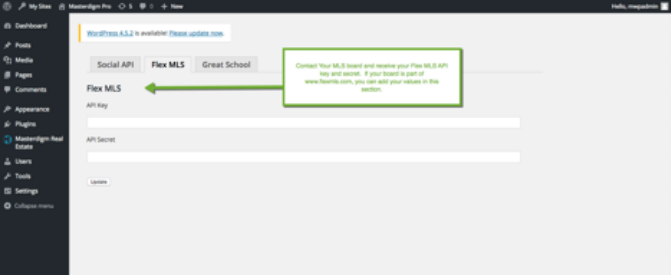 My Sites Masterdigm Pro 5 0 + New
Howdy, mwpadmin
Dashboard
Posts
Media
Pages
Comments
Appearance
Plugins
Masterdigm Real
Estate
Users
Tools
Settings
Collapse menu
WordPress 4.5.2 is available! Please update now.
Social API Flex MLS Great School
Contact Your MLS board and receive your Flex MLS API
key and secret. If your board is part of
www.flexmls.com, you can add your values in this
section.
Flex MLS
API Key
API Secret
Update